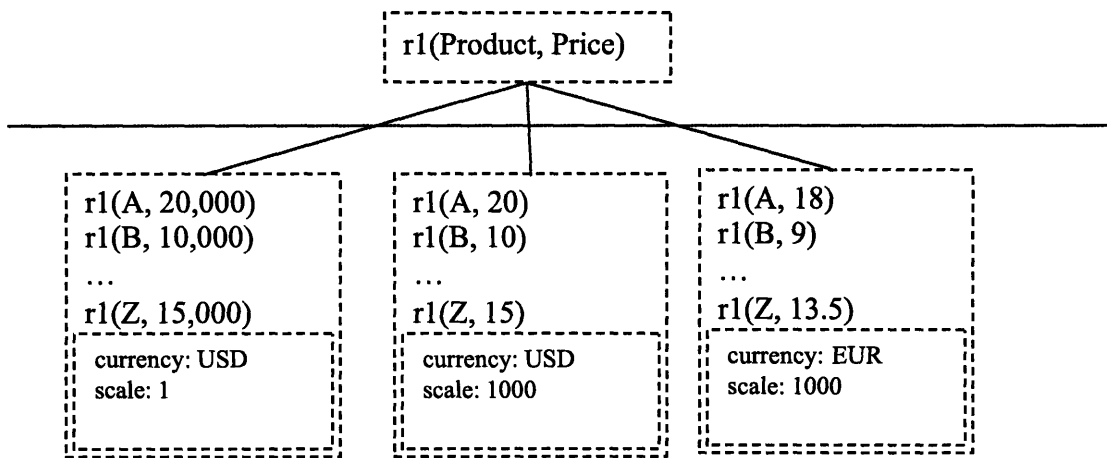 r1(Product, Price)
r1(A, 20,000)
r1(B, 10,000)
…
r1(Z, 15,000)
currency: USD
scale: 1
r1(A, 20)
r1(B, 10)
…
r1(Z, 15)
currency: USD
scale: 1000
r1(A, 18)
r1(B, 9)
…
r1(Z, 13.5)
currency: EUR
scale: 1000